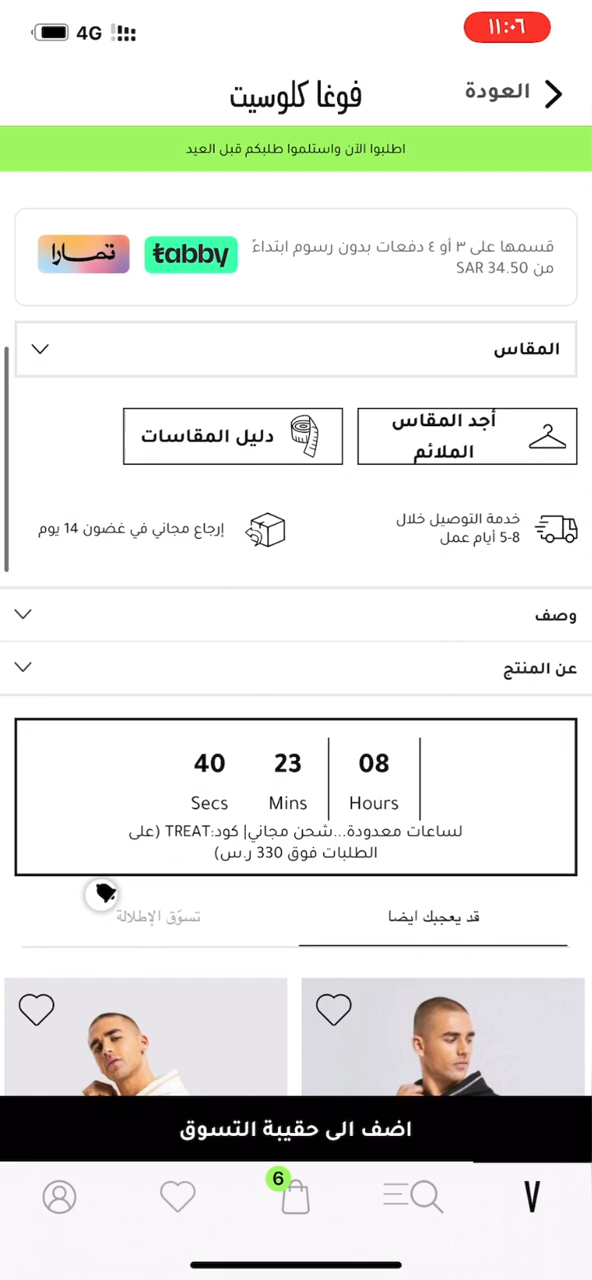 ١١:٠٦
4G
العودة
فوغا كلوسيت
اطلبوا الآن واستلموا طلبكم قبل العيد
قسمها على ٣ أو ٤ دفعات بدون رسوم ابتداءً
من SAR 34.50
tabby
تمارا
المقاس
أجد المقاس
الملائم
دليل المقاسات
خدمة التوصيل خلال
5-8 أيام عمل
إرجاع مجاني في غضون 14 يوم
وصف
عن المنتج
40 23 08
Secs Mins Hours
لساعات معدودة...شحن مجاني| كود:TREAT (على
الطلبات فوق 330 ر.س)
قد يعجبك ايضا
تسوّق الإطلالة
اضف الى حقيبة التسوق
6
V